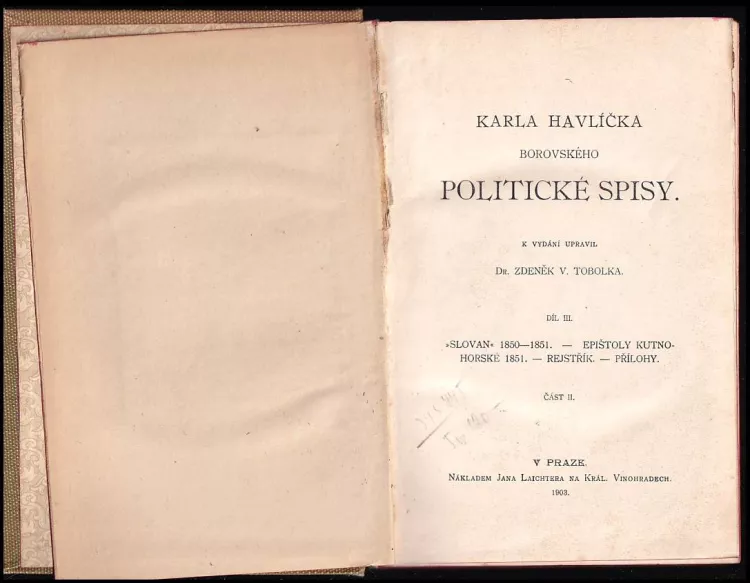 KARLA HAVLÍČKA
BOROVSKÉHO
POLITICKÉ SPISY.
K VYDÁNÍ UPRAVIL
DR. ZDENĚK V. TOBOLKA.
DÍL III.
»SLOVAN« 1850—1851. — EPIŠTOLY KUTNO-
HORSKÉ 1851. — REJSTŘÍK. — PŘÍLOHY.
ČÁST II.
V PRAZE.
NÁKLADEM JANA LAICHTERA NA KRÁL. VINOHRADECH.
1903.